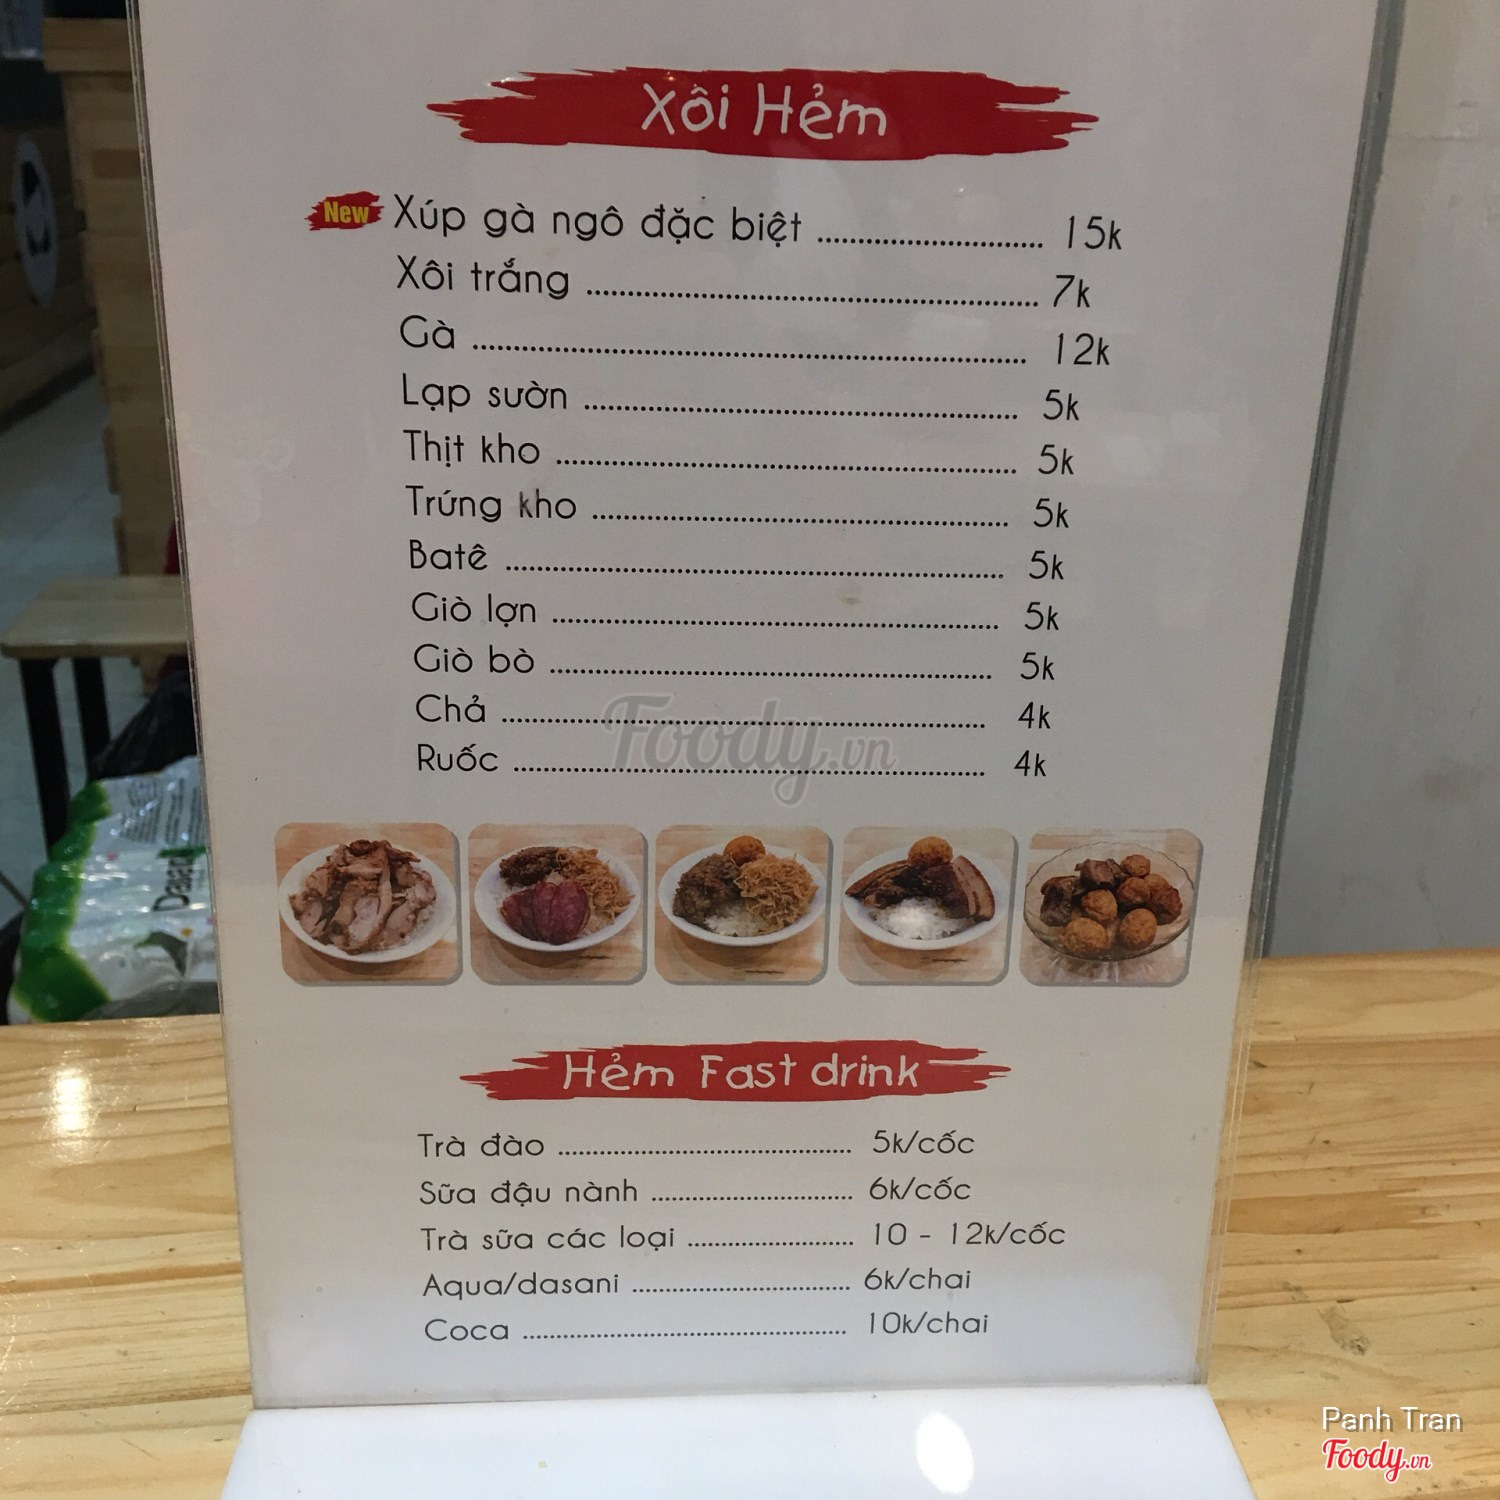 Xôi Hẻm
New Xúp gà ngô đặc biệt ............................ 15k
Xôi trắng ............................ 7k
Gà ............................ 12k
Lạp sườn ............................ 5k
Thịt kho ............................ 5k
Trứng kho ............................ 5k
Batê ............................ 5k
Giò lợn ............................ 5k
Giò bò ............................ 5k
Chả ............................ 4k
Ruốc ............................ 4k
Foody.vn
Dasani
Hẻm Fast drink
Trà đào ............................ 5k/cốc
Sữa đậu nành ............................ 6k/cốc
Trà sữa các loại ............................ 10 - 12k/cốc
Aqua/dasani ............................ 6k/chai
Coca ............................ 10k/chai
Panh Tran
Foody.vn